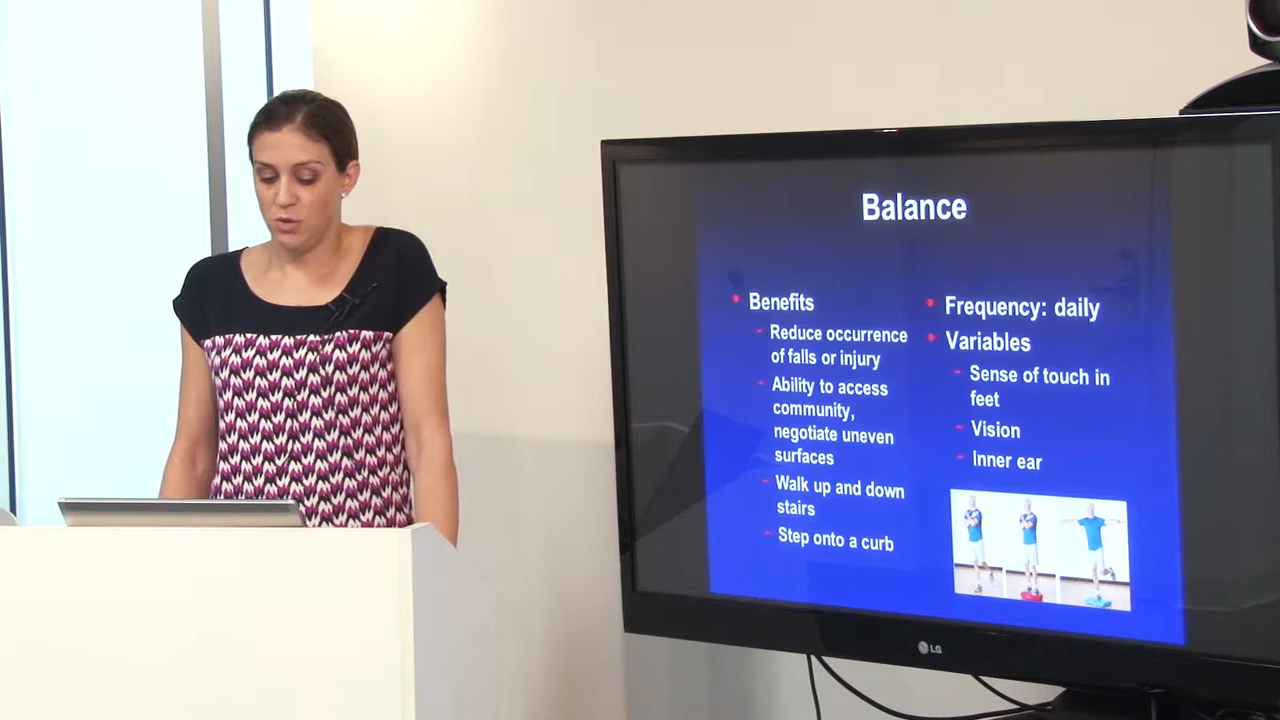 Balance
Benefits
Reduce occurrence
of falls or injury
Ability to access
community,
negotiate uneven
surfaces
Walk up and down
stairs
Step onto a curb
Frequency: daily
Variables
Sense of touch in
feet
Vision
Inner ear
LG